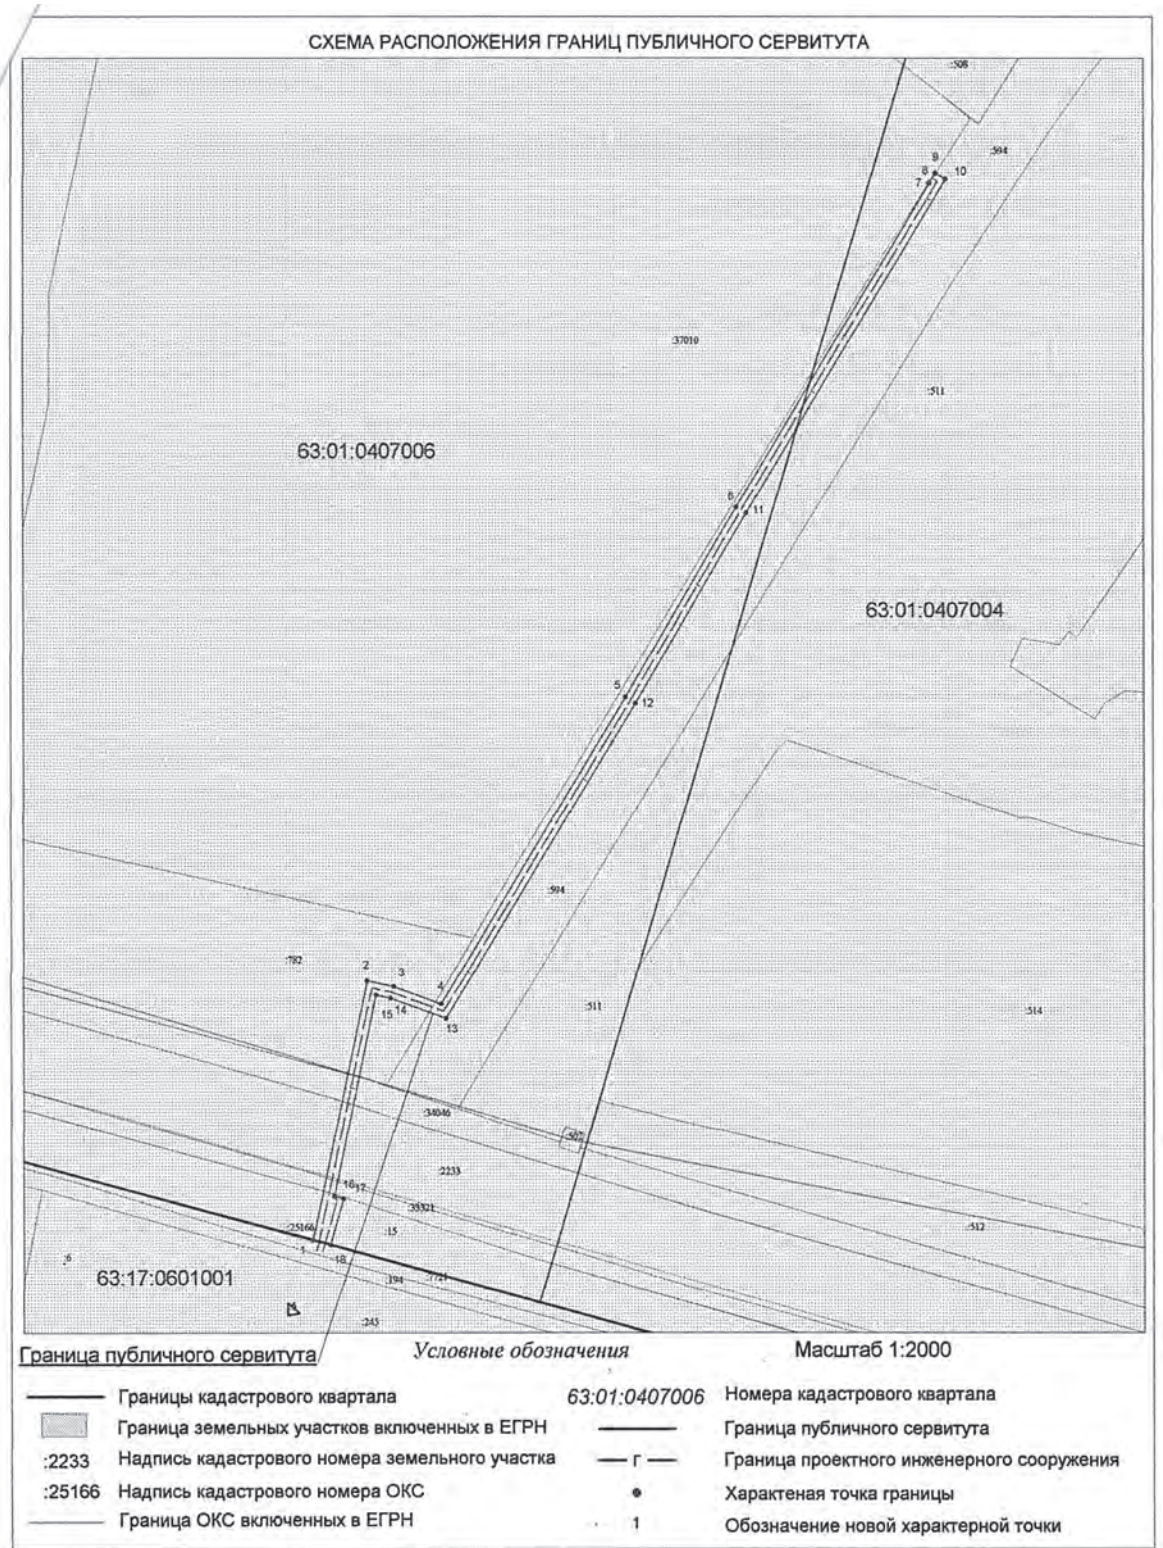 СХЕМА РАСПОЛОЖЕНИЯ ГРАНИЦ ПУБЛИЧНОГО СЕРВИТУТА
:508
:594
9
8
7
10
:37010
:511
63:01:0407006
6
11
63:01:0407004
5
12
:594
:782
2
3
4
15
14
13
:511
:514
:34046
:507
:2233
16
17
:35321
:25166
:15
:512
1
18
:6
63:17:0601001
:194
:7721
:245
Граница публичного сервитута
Условные обозначения
Масштаб 1:2000
Границы кадастрового квартала
63:01:0407006 Номера кадастрового квартала
Граница земельных участков включенных в ЕГРН
Граница публичного сервитута
:2233 Надпись кадастрового номера земельного участка
Г Граница проектного инженерного сооружения
:25166 Надпись кадастрового номера ОКС
Характеная точка границы
Граница ОКС включенных в ЕГРН
1 Обозначение новой характерной точки